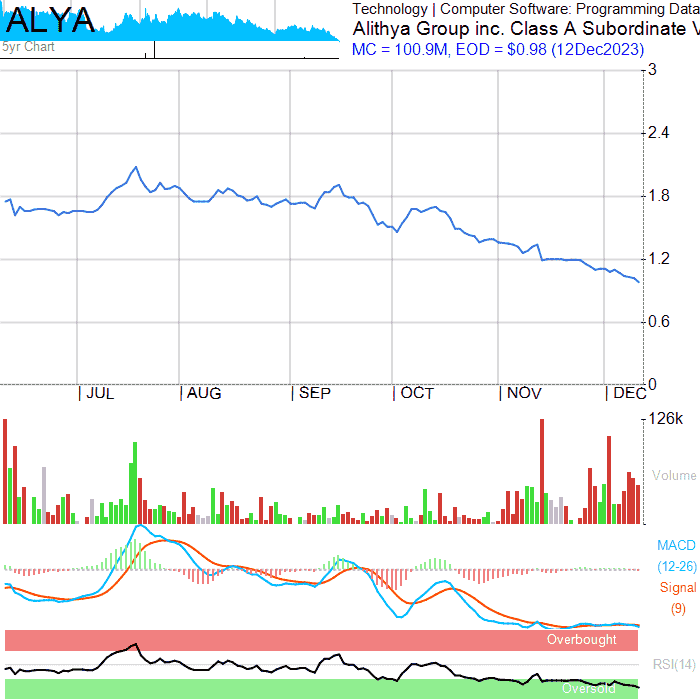 ALYA
Technology | Computer Software: Programming Data
Alithya Group inc. Class A Subordinate V
5yr Chart
MC = 100.9M, EOD = $0.98 (12Dec2023)
3
2.4
1.8
1.2
0.6
0
JUL AUG SEP OCT NOV DEC
126k
Volume
MACD
(12-26)
Signal
(9)
Overbought
RSI(14)
Oversold